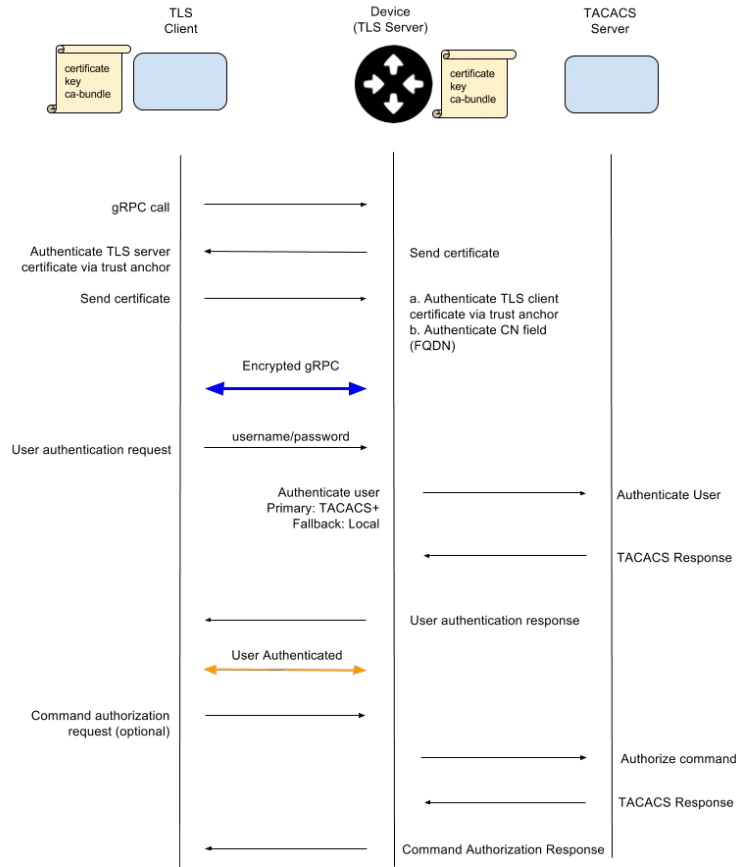 TLS
Client
Device
(TLS Server)
TACACS
Server
certificate
key
ca-bundle
certificate
key
ca-bundle
gRPC call
Authenticate TLS server
certificate via trust anchor
Send certificate
Send certificate
a. Authenticate TLS client
certificate via trust anchor
b. Authenticate CN field
(FQDN)
Encrypted gRPC
User authentication request
username/password
Authenticate user
Primary: TACACS+
Fallback: Local
Authenticate User
TACACS Response
User authentication response
User Authenticated
Command authorization
request (optional)
Authorize command
TACACS Response
Command Authorization Response